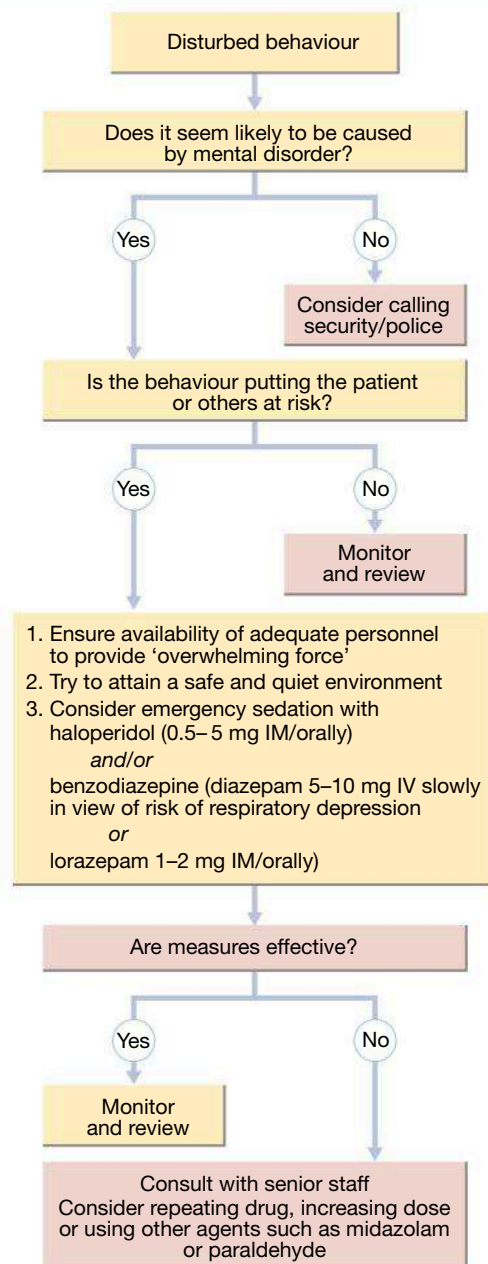 Disturbed behaviour
Does it seem likely to be caused
by mental disorder?
Yes
No
Consider calling
security/police
Is the behaviour putting the patient
or others at risk?
Yes
No
Monitor
and review
1. Ensure availability of adequate personnel
to provide ‘overwhelming force’
2. Try to attain a safe and quiet environment
3. Consider emergency sedation with
haloperidol (0.5–5 mg IM/orally)
and/or
benzodiazepine (diazepam 5–10 mg IV slowly
in view of risk of respiratory depression
or
lorazepam 1–2 mg IM/orally)
Are measures effective?
Yes
No
Monitor
and review
Consult with senior staff
Consider repeating drug, increasing dose
or using other agents such as midazolam
or paraldehyde